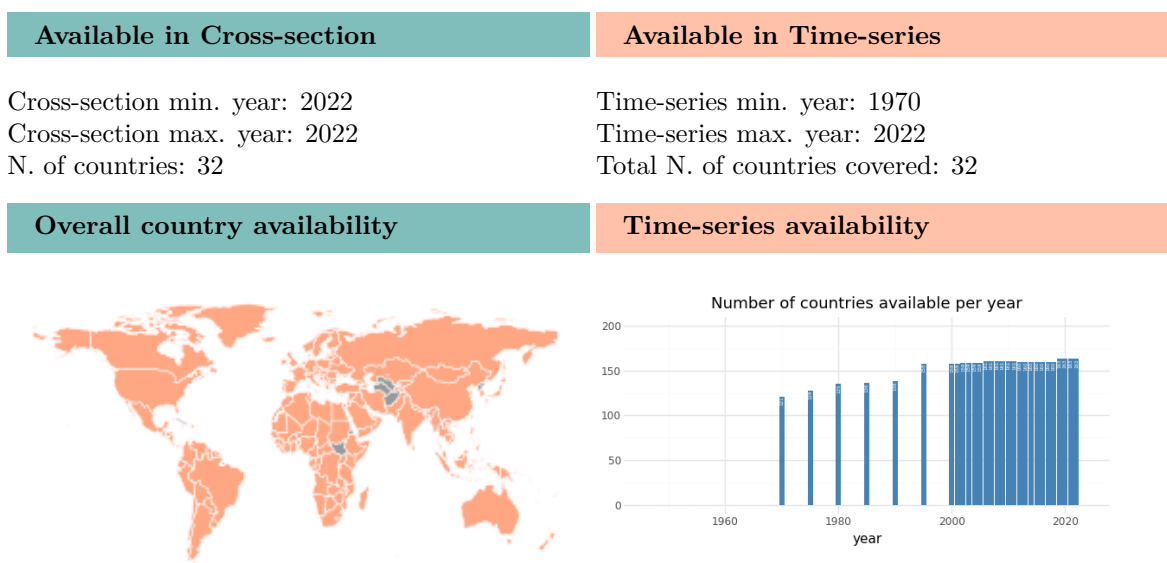 Available in Cross-section
Available in Time-series
Cross-section min. year: 2022
Cross-section max. year: 2022
N. of countries: 32
Time-series min. year: 1970
Time-series max. year: 2022
Total N. of countries covered: 32
Overall country availability
Time-series availability
Number of countries available per year
200
150
100
50
0
1960
1980
2000
2020
year